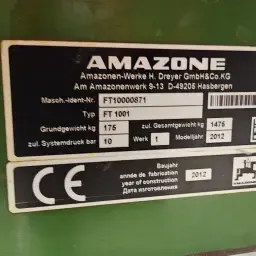 AMAZONE
Amazonen-Werke H. Dreyer GmbH&Co.KG
Am Amazonenwerk 9-13 D-49205 Hasbergen
Masch.-Ident-Nr. FT10000871
Typ FT 1001
Grundgewicht kg 175 zul. Gesamtgewicht kg 1475
zul. Systemdruck bar 10 Werk 1 Modelljahr 2012
CE
Baujahr
année de fabrication
year of construction
Дата изготовления
2012